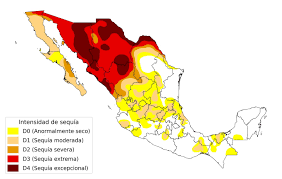 Intensidad de sequía
D0 (Anormalmente seco)
D1 (Sequía moderada)
D2 (Sequía severa)
D3 (Sequía extrema)
D4 (Sequía excepcional)